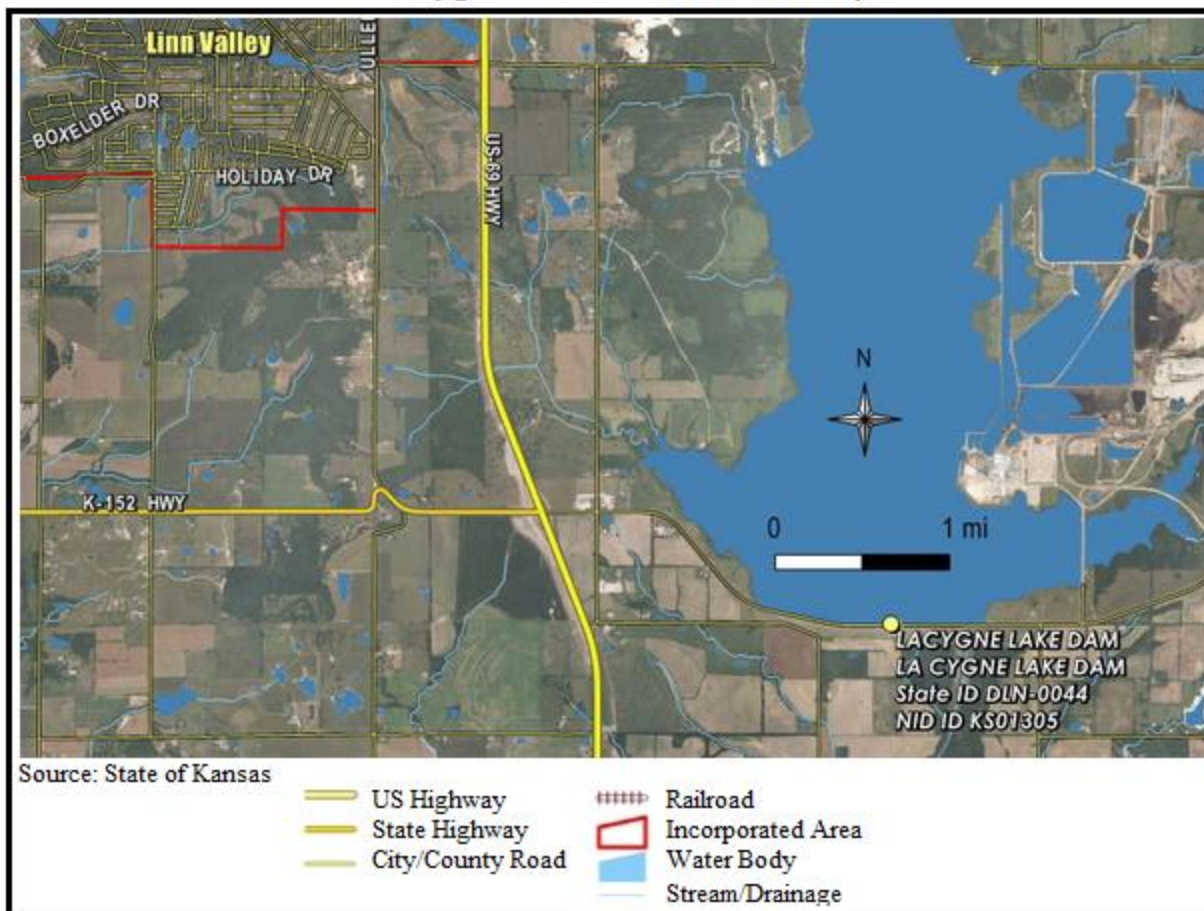 Linn Valley
ULLE
BOXELDER DR
HOLIDAY DR
US-69 HWY
N
K-152 HWY
0 1 mi
LACYGNE LAKE DAM
LA CYGNE LAKE DAM
State ID DLN-0044
NID ID KS01305
Source: State of Kansas
US Highway
State Highway
City/County Road
Railroad
Incorporated Area
Water Body
Stream/Drainage